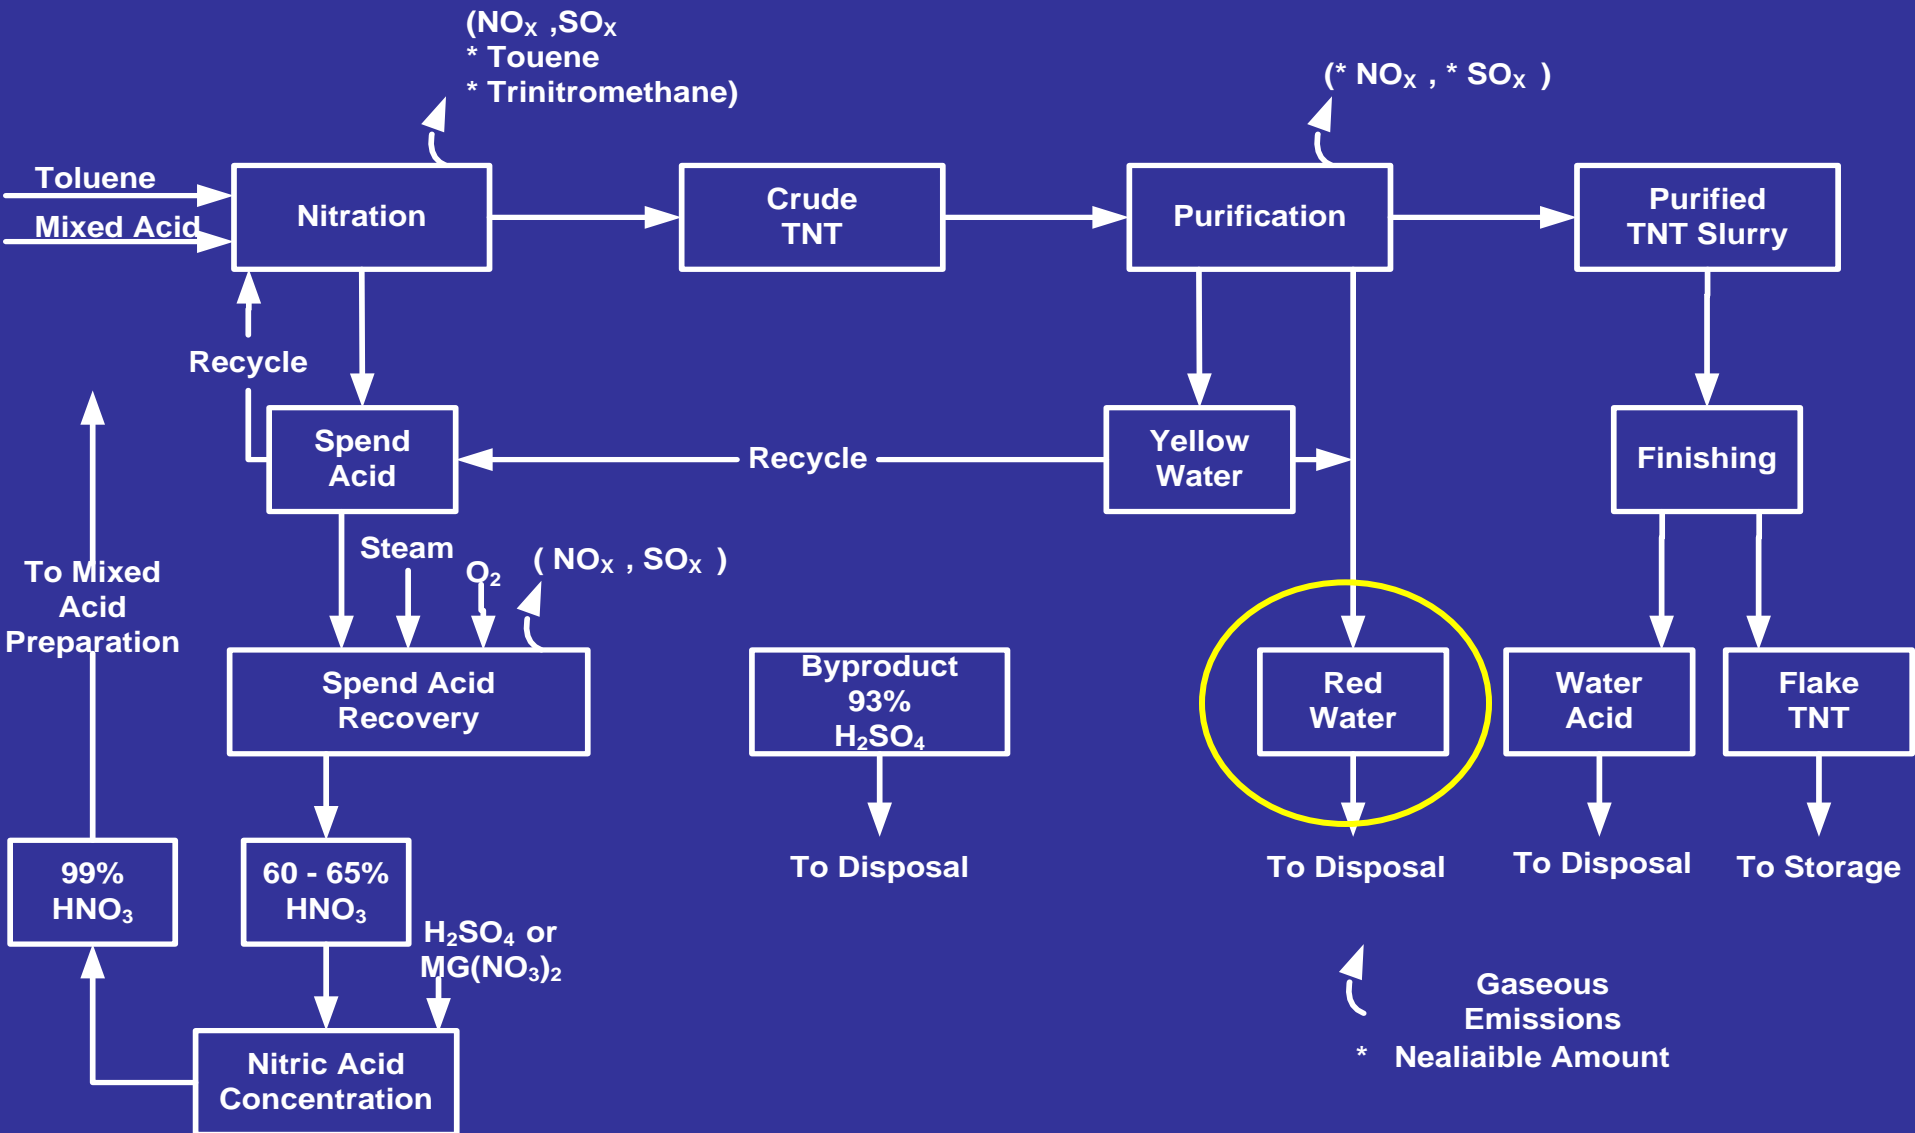 (NOX ,SOX
* Touene
* Trinitromethane)
(* NOX , * SOX )
Toluene
Mixed Acid
Nitration
Crude
TNT
Purification
Purified
TNT Slurry
Recycle
Spend
Acid
Recycle
Yellow
Water
Finishing
To Mixed
Acid
Preparation
Steam
O2
( NOX , SOX )
Spend Acid
Recovery
Byproduct
93%
H2SO4
Red
Water
Water
Acid
Flake
TNT
99%
HNO3
60 - 65%
HNO3
To Disposal
To Disposal
To Disposal
To Storage
H2SO4 or
MG(NO3)2
Nitric Acid
Concentration
Gaseous
Emissions
* Nealiaible Amount